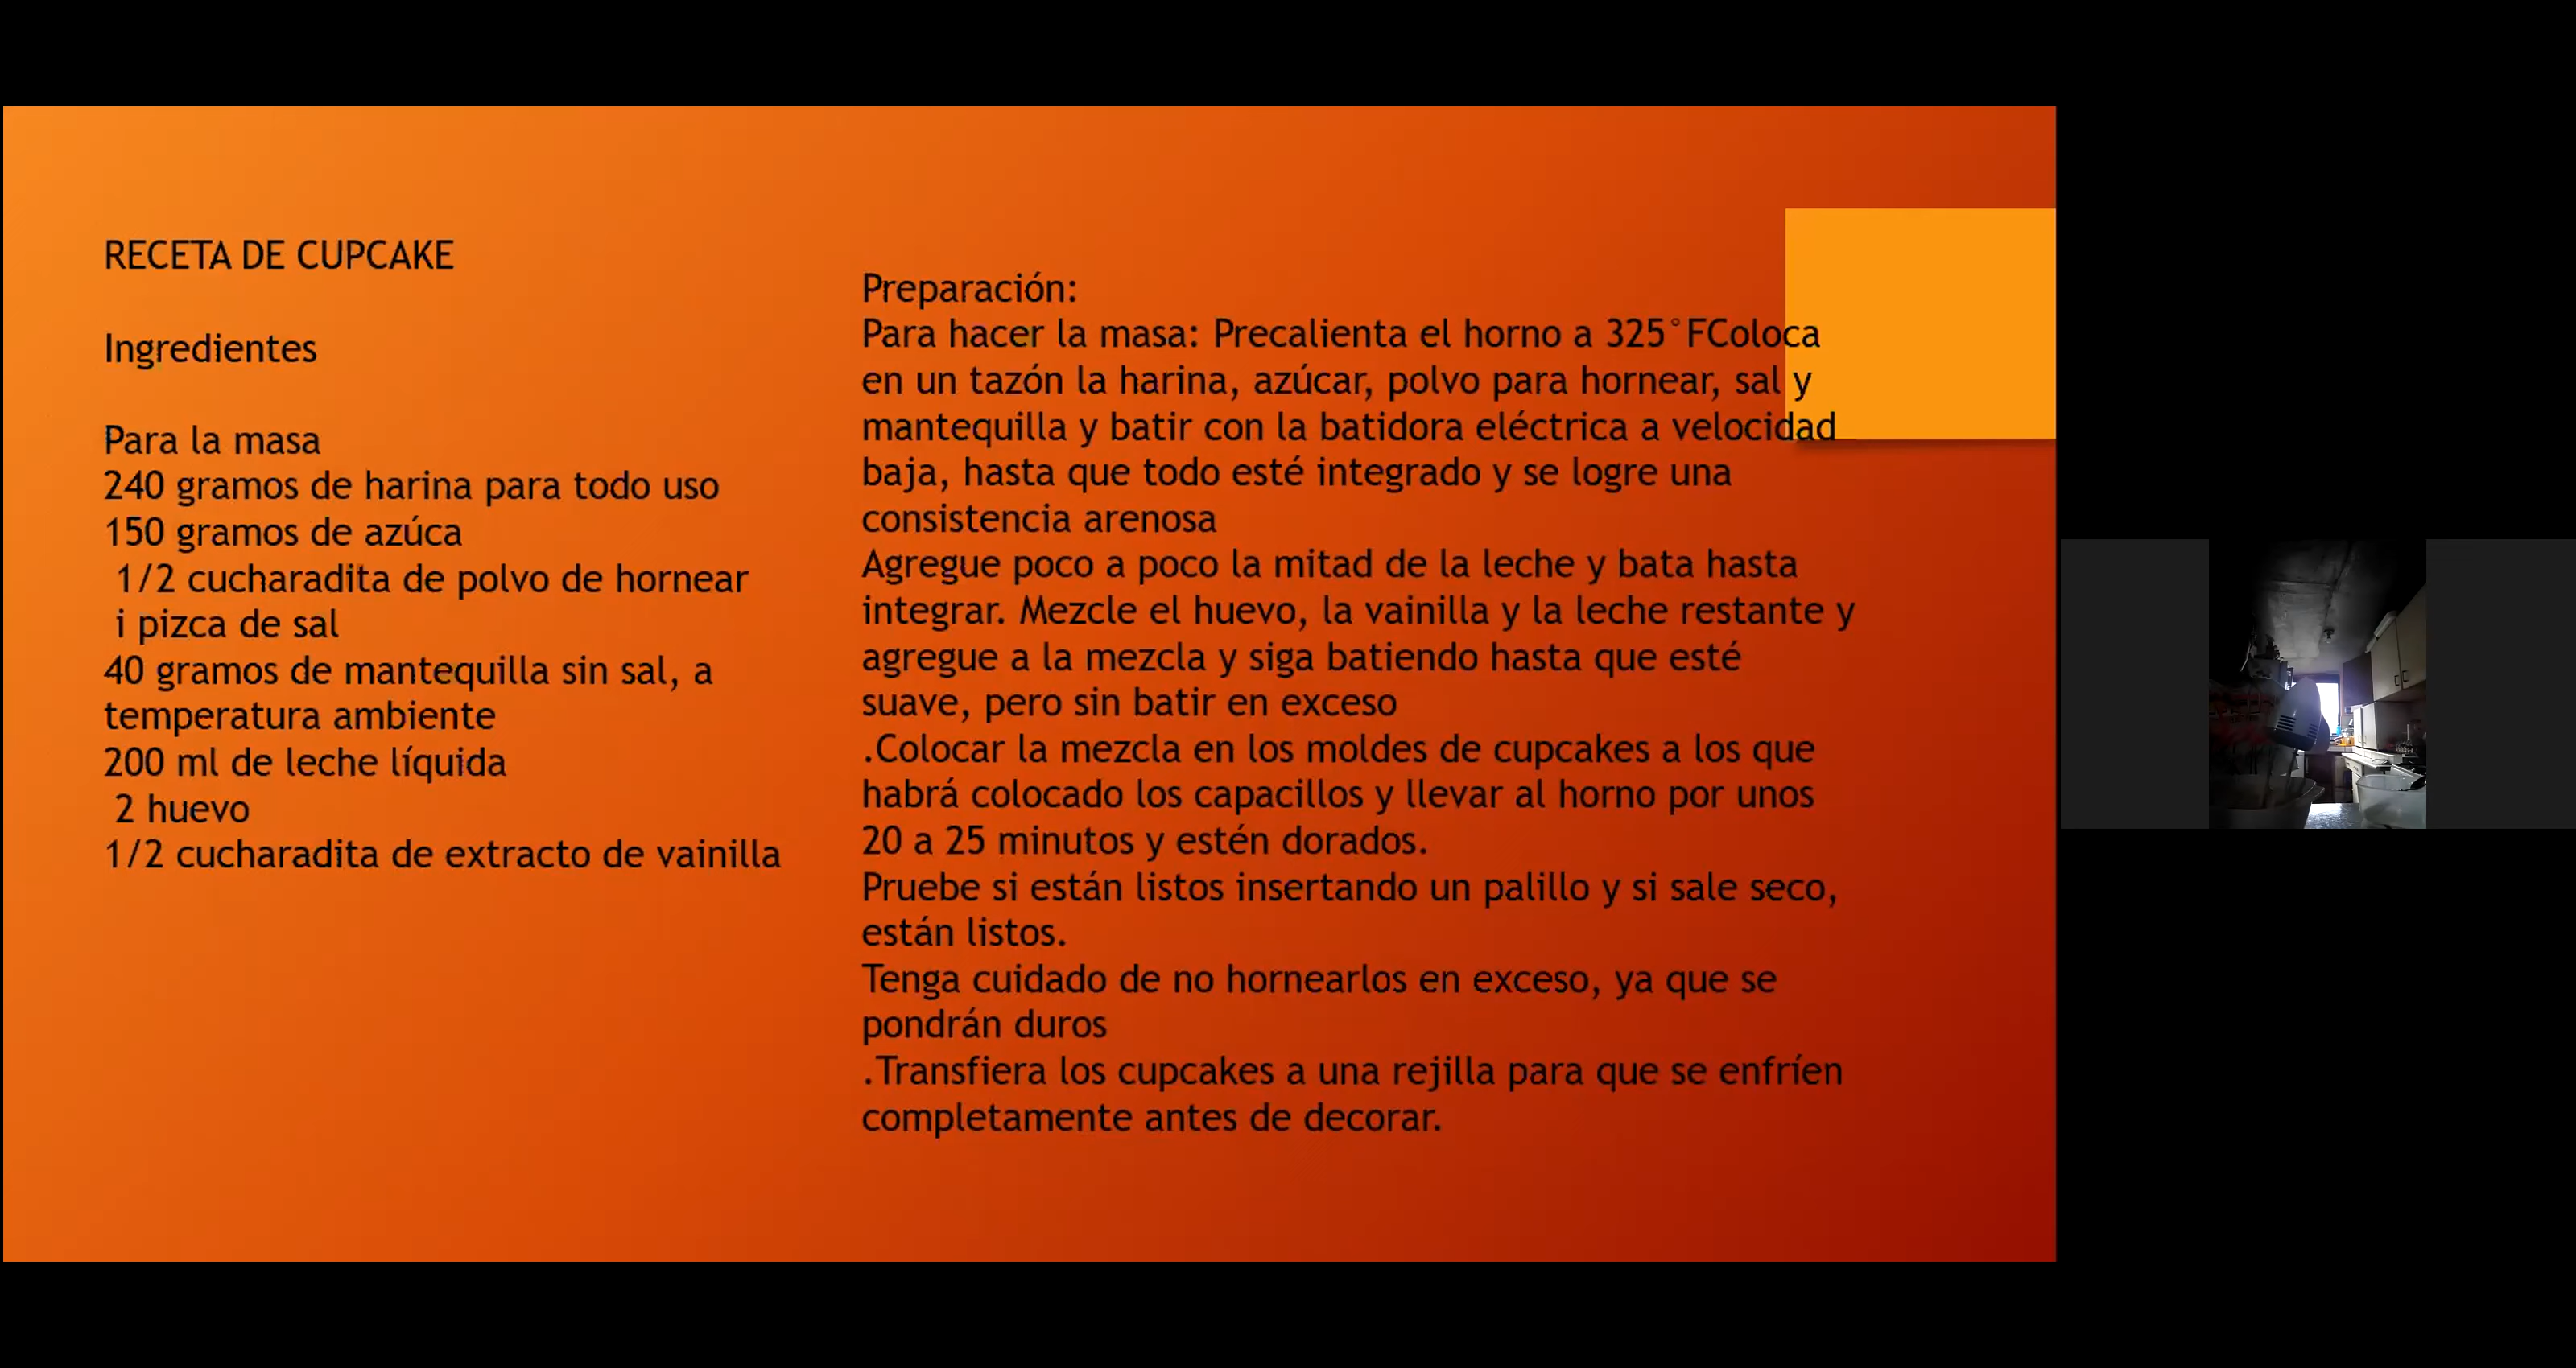 RECETA DE CUPCAKE
Ingredientes
Para la masa
240 gramos de harina para todo uso
150 gramos de azúca
1/2 cucharadita de polvo de hornear
i pizca de sal
40 gramos de mantequilla sin sal, a
temperatura ambiente
200 ml de leche líquida
2 huevo
1/2 cucharadita de extracto de vainilla
Preparación:
Para hacer la masa: Precalienta el horno a 325°FColoca
en un tazón la harina, azúcar, polvo para hornear, sal y
mantequilla y batir con la batidora eléctrica a velocidad
baja, hasta que todo esté integrado y se logre una
consistencia arenosa
Agregue poco a poco la mitad de la leche y bata hasta
integrar. Mezcle el huevo, la vainilla y la leche restante y
agregue a la mezcla y siga batiendo hasta que esté
suave, pero sin batir en exceso
.Colocar la mezcla en los moldes de cupcakes a los que
habrá colocado los capacillos y llevar al horno por unos
20 a 25 minutos y estén dorados.
Pruebe si están listos insertando un palillo y si sale seco,
están listos.
Tenga cuidado de no hornearlos en exceso, ya que se
pondrán duros
.Transfiera los cupcakes a una rejilla para que se enfríen
completamente antes de decorar.